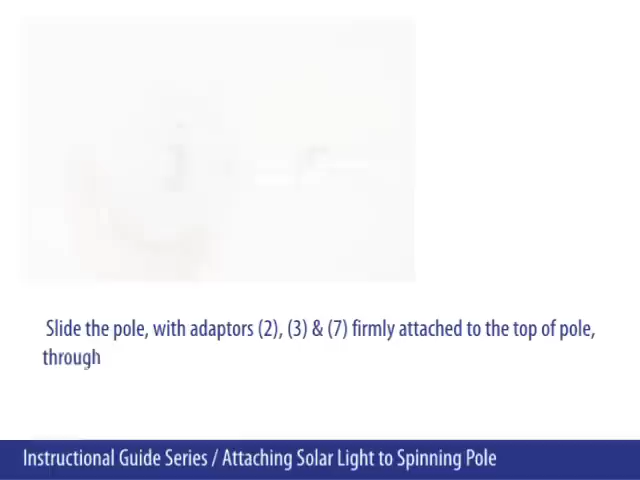 Slide the pole, with adaptors (2), (3) & (7) firmly attached to the top of pole,
through
Instructional Guide Series / Attaching Solar Light to Spinning Pole